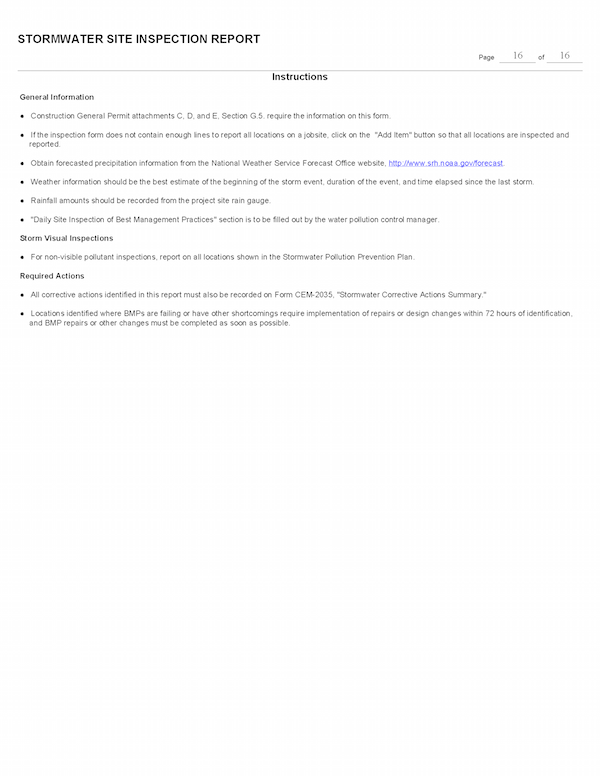 STORMWATER SITE INSPECTION REPORT
Page 16 of 16
Instructions
General Information
● Construction General Permit attachments C, D, and E, Section G.5. require the information on this form.
● If the inspection form does not contain enough lines to report all locations on a jobsite, click on the "Add Item" button so that all locations are inspected and
reported.
● Obtain forecasted precipitation information from the National Weather Service Forecast Office website, http://www.srh.noaa.gov/forecast.
● Weather information should be the best estimate of the beginning of the storm event, duration of the event, and time elapsed since the last storm.
● Rainfall amounts should be recorded from the project site rain gauge.
● "Daily Site Inspection of Best Management Practices" section is to be filled out by the water pollution control manager.
Storm Visual Inspections
● For non-visible pollutant inspections, report on all locations shown in the Stormwater Pollution Prevention Plan.
Required Actions
● All corrective actions identified in this report must also be recorded on Form CEM-2035, "Stormwater Corrective Actions Summary."
● Locations identified where BMPs are failing or have other shortcomings require implementation of repairs or design changes within 72 hours of identification,
and BMP repairs or other changes must be completed as soon as possible.